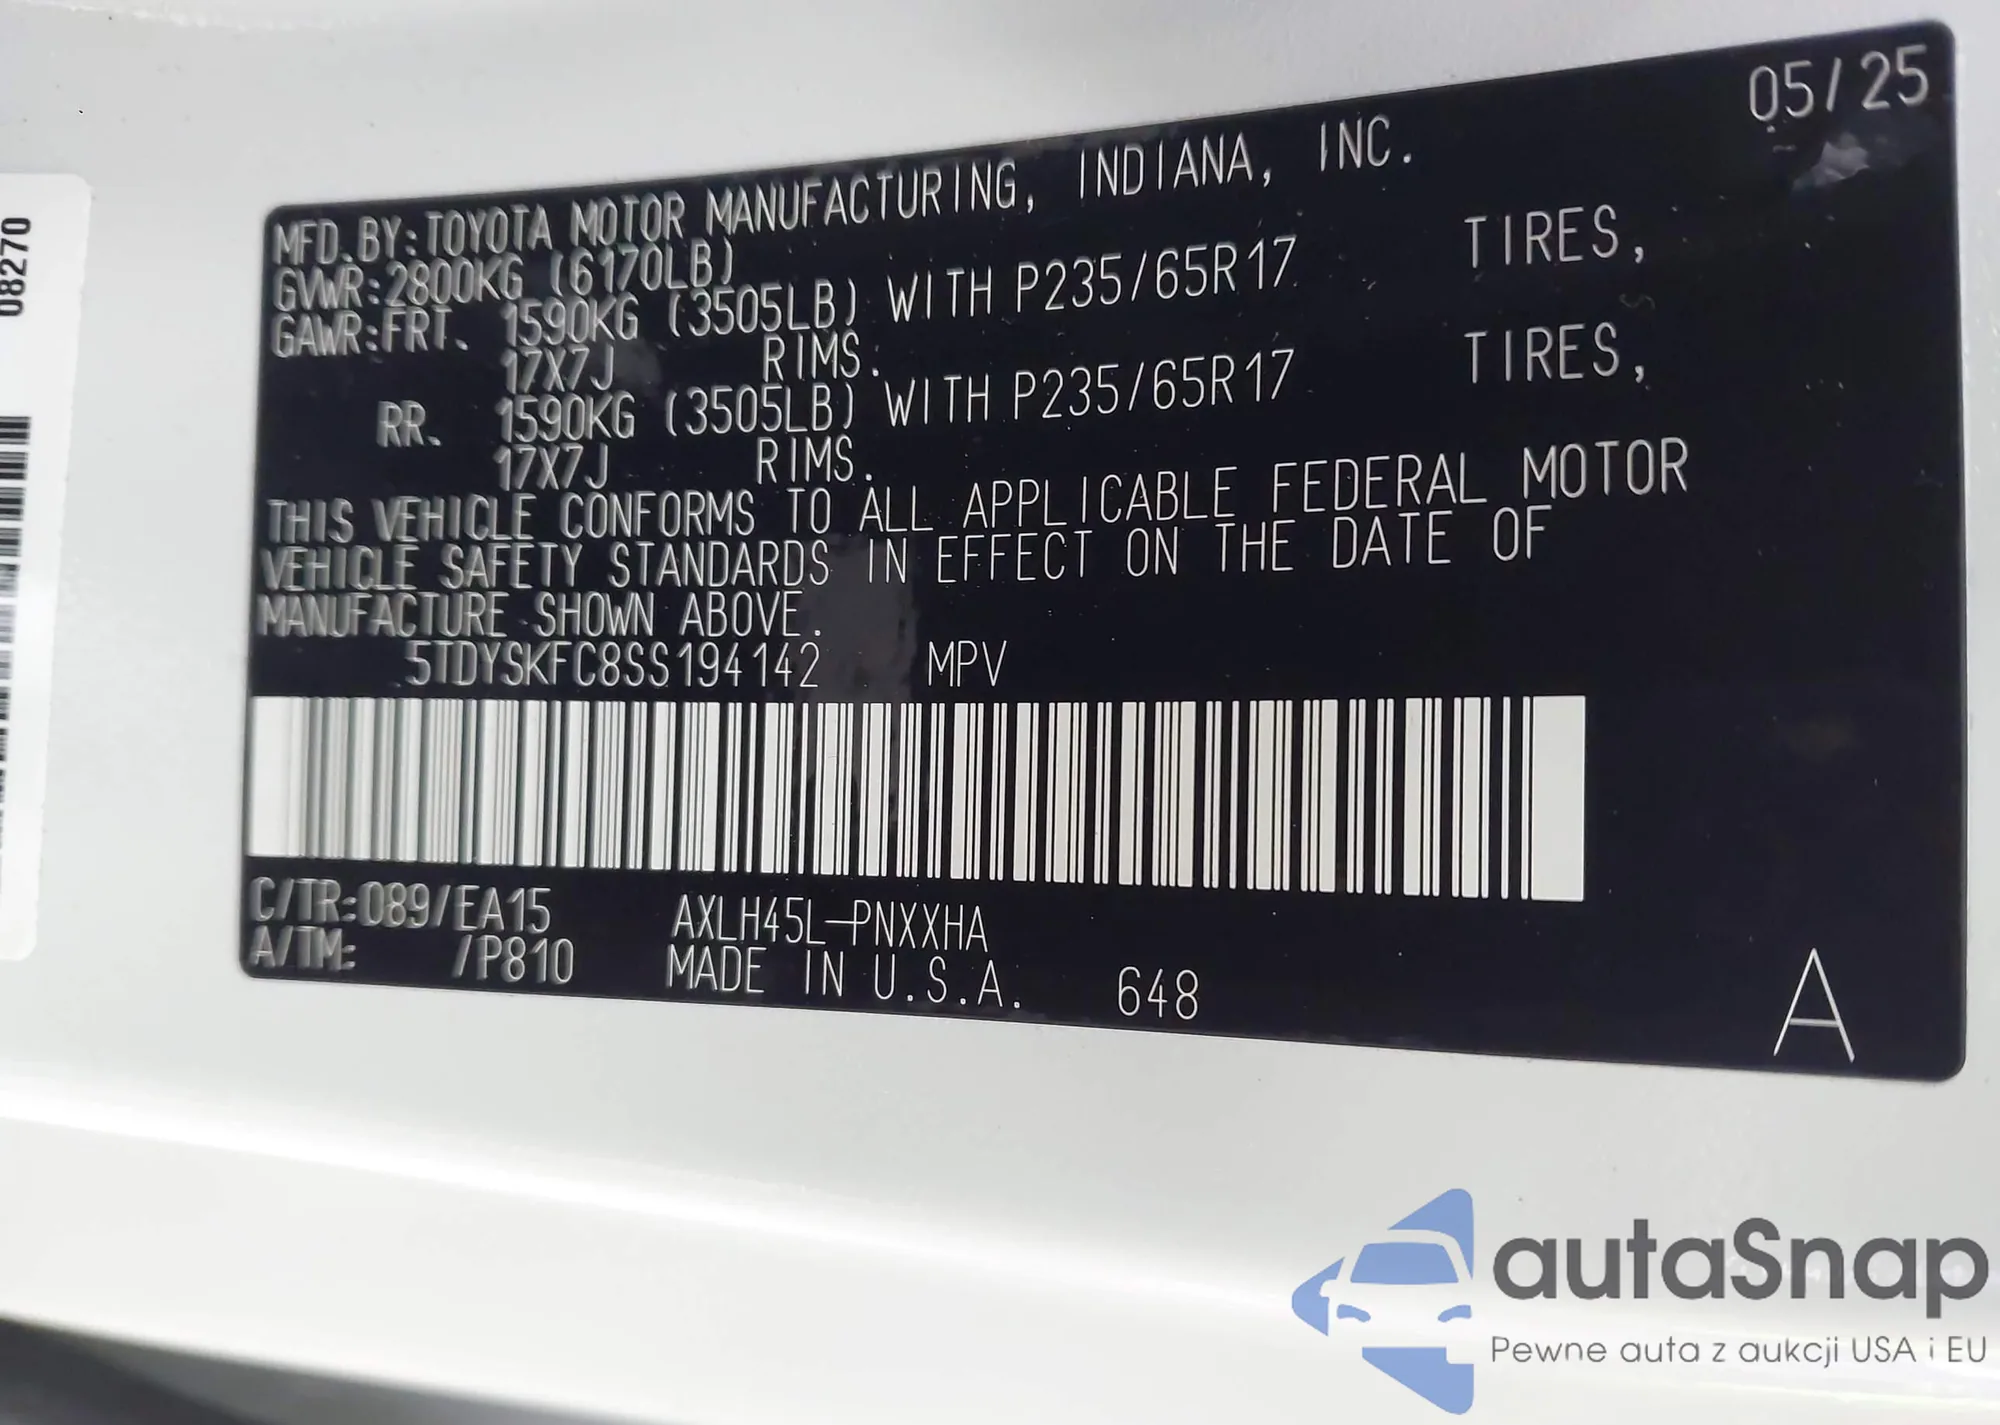 08270
05/25
MFD.BY:TOYOTA MOTOR MANUFACTURING, INDIANA, INC.
GVWR:2800KG (6170LB)
GAWR:FRT. 1590KG (3505LB) WITH P235/65R17 TIRES,
17X7J RIMS.
RR. 1590KG (3505LB) WITH P235/65R17 TIRES,
17X7J RIMS.
THIS VEHICLE CONFORMS TO ALL APPLICABLE FEDERAL MOTOR
VEHICLE SAFETY STANDARDS IN EFFECT ON THE DATE OF
MANUFACTURE SHOWN ABOVE.
5TDYSKFC8SS194142 MPV
C/TR:089/EA15 AXLH45L-PNXXHA
A/TM: /P810 MADE IN U.S.A. 648
A
autaSnap
Pewne auta z aukcji USA i EU